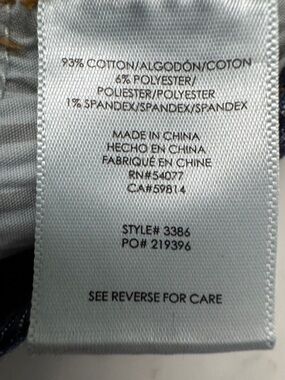 93% COTTON/ALGODÓN/COTON
6% POLYESTER/
POLIESTER/POLYESTER
1% SPANDEX/SPANDEX/SPANDEX
MADE IN CHINA
HECHO EN CHINA
FABRIQUÉ EN CHINE
RN#54077
CA#59814
STYLE# 3386
PO# 219396
SEE REVERSE FOR CARE